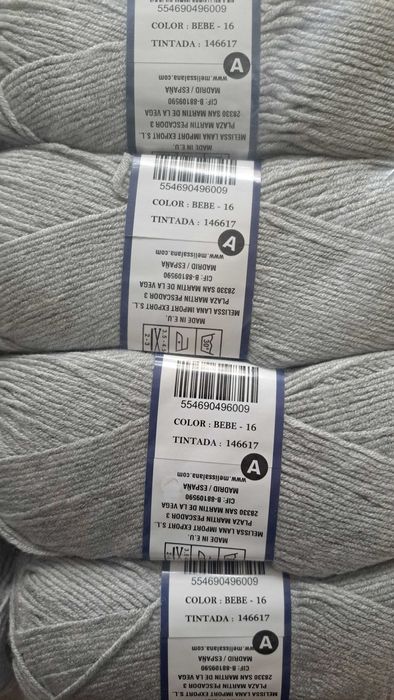 554690496009
COLOR : BEBE - 16
TINTADA : 146617
A
www.melissalana.com
CIF: B-88109590
MADRID / ESPAÑA
28330 SAN MARTIN DE LA VEGA
PLAZA MARTIN PESCADOR 3
MELISSA LANA IMPORT EXPORT S.L
MADE IN E.U.
554690496009
COLOR : BEBE - 16
TINTADA : 146617
A
www.melissalana.com
CIF: B-88109590
MADRID / ESPAÑA
28330 SAN MARTIN DE LA VEGA
PLAZA MARTIN PESCADOR 3
MELISSA LANA IMPORT EXPORT S.L
MADE IN E.U.
30°
554690496009
COLOR : BEBE - 16
TINTADA : 146617
A
www.melissalana.com
CIF: B-88109590
MADRID / ESPAÑA
28330 SAN MARTIN DE LA VEGA
PLAZA MARTIN PESCADOR 3
MELISSA LANA IMPORT EXPORT S.L
MADE IN E.U.
554690496009
COLOR : BEBE - 16
TINTADA : 146617
A
www.melissalana.com
CIF: B-88109590
MADRID / ESPAÑA
28330 SAN MARTIN DE LA VEGA
PLAZA MARTIN PESCADOR 3
MELISSA LANA IMPORT EXPORT S.L